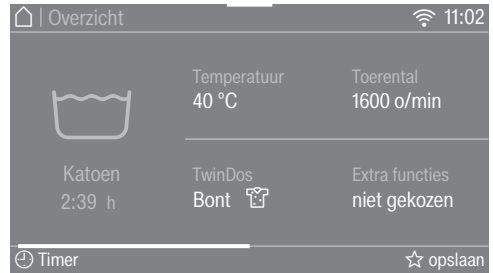 | Overzicht 11:02
Temperatuur
40 °C
Toerental
1600 o/min
Katoen
2:39 h
TwinDos
Bont
Extra functies
niet gekozen
Timer
opslaan